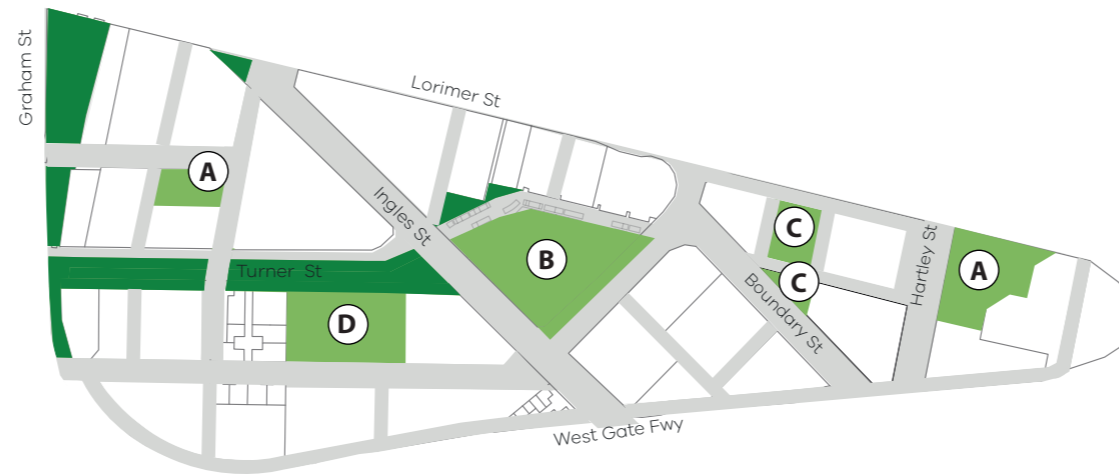 Graham St
Lorimer St
A
Ingles St
C
Hartley St
B
A
Turner St
C
Boundary St
D
West Gate Fwy